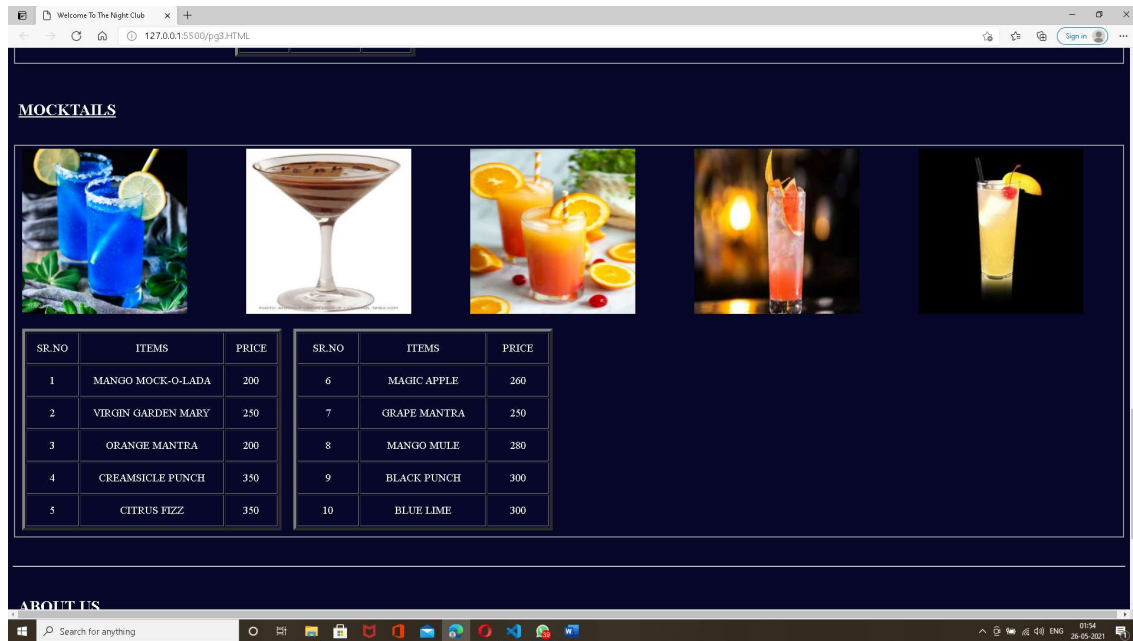 Welcome To The Night Club
127.0.0.1:5500/pg3.HTML
Sign in
MOCKTAILS
SR.NO ITEMS PRICE
1 MANGO MOCK-O-LADA 200
2 VIRGIN GARDEN MARY 250
3 ORANGE MANTRA 200
4 CREAMSICLE PUNCH 350
5 CITRUS FIZZ 350
SR.NO ITEMS PRICE
6 MAGIC APPLE 260
7 GRAPE MANTRA 250
8 MANGO MULE 280
9 BLACK PUNCH 300
10 BLUE LIME 300
ABOUT US
Search for anything
ENG
01:54
26-05-2021